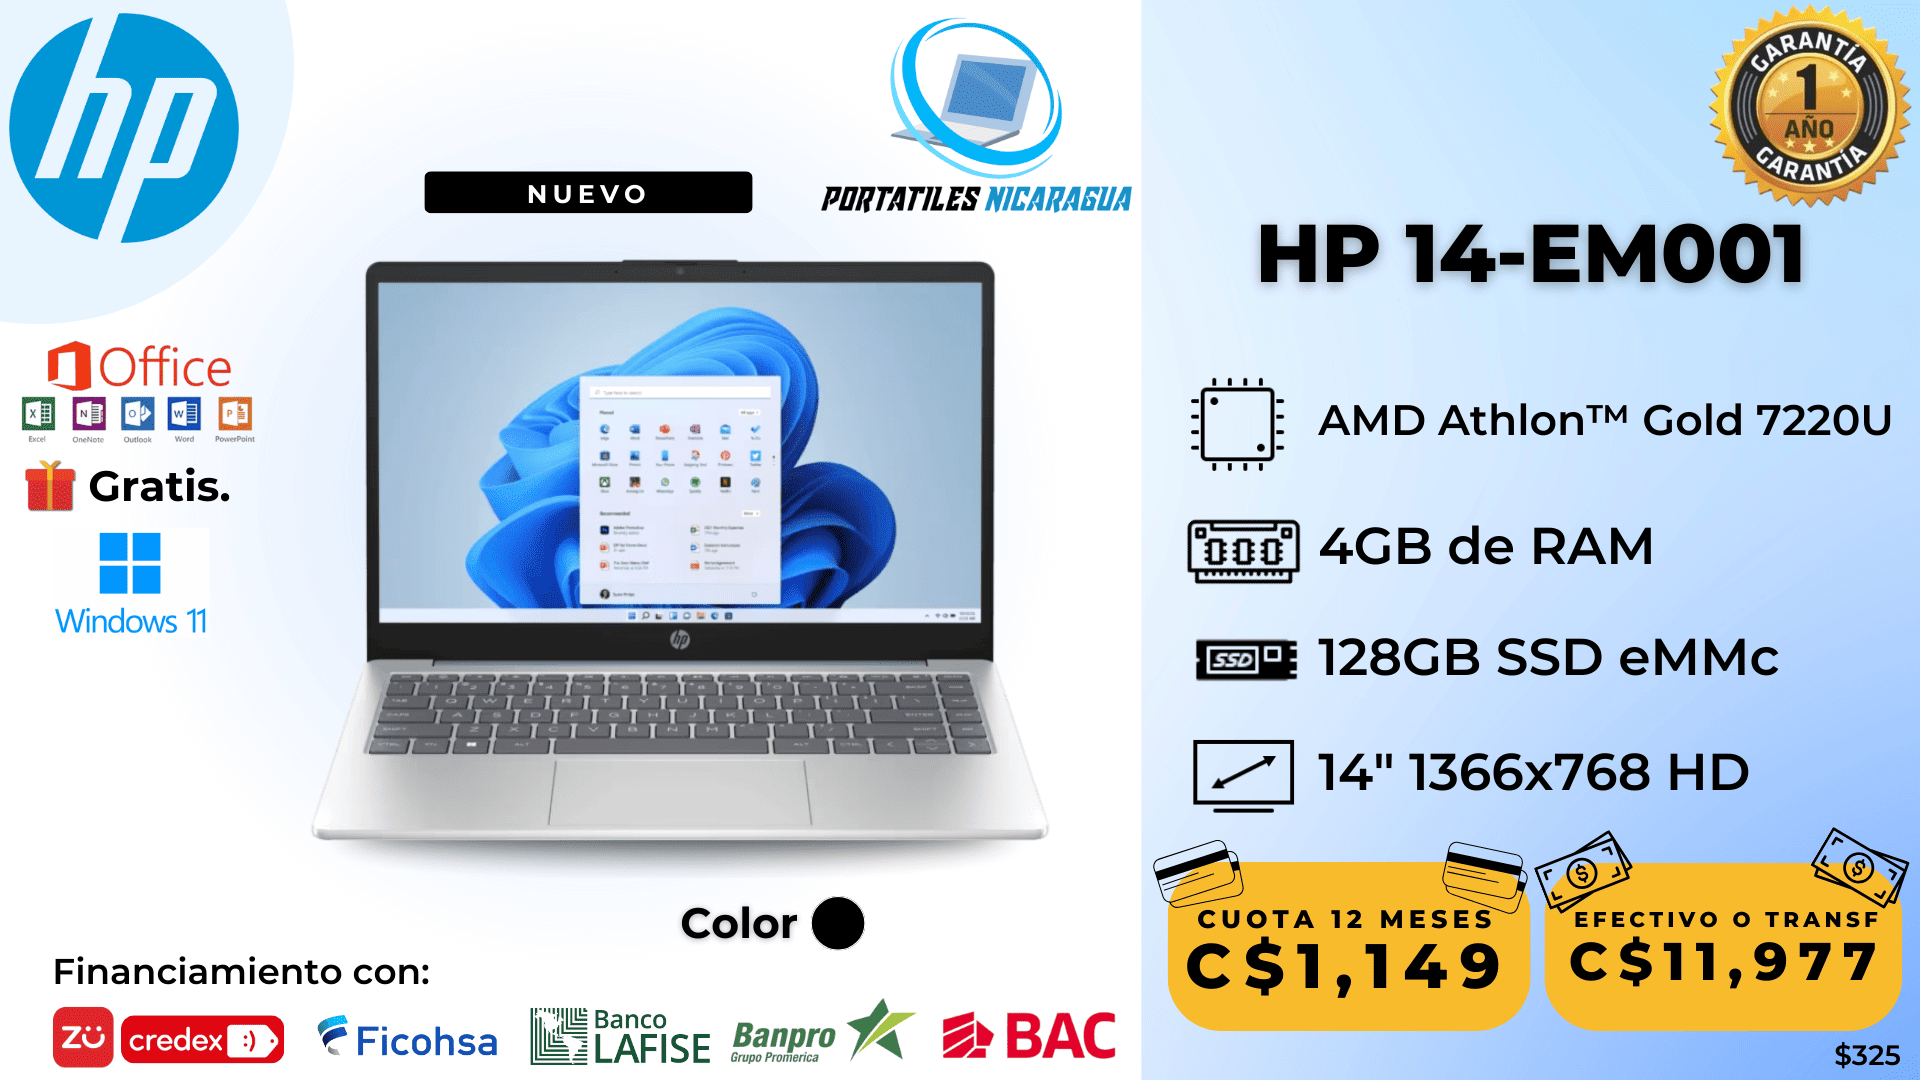 hp
NUEVO
PORTATILES NICARAGUA
GARANTÍA
1
AÑO
GARANTÍA
HP 14-EM001
Office
Excel
OneNote
Outlook
Word
PowerPoint
Gratis.
Windows 11
AMD Athlon™ Gold 7220U
4GB de RAM
SSD
128GB SSD eMMc
14" 1366x768 HD
hp
Color
CUOTA 12 MESES
C$1,149
EFECTIVO O TRANSF
C$11,977
Financiamiento con:
ZU
credex
Ficohsa
Banco
LAFISE
Banpro
Grupo Promerica
BAC
$325